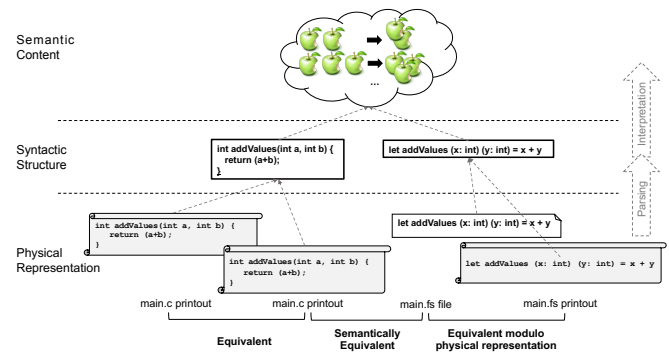 Semantic
Content
...
Interpretation
Syntactic
Structure
int addValues(int a, int b) {
return (a+b);
}
let addValues (x: int) (y: int) = x + y
Parsing
Physical
Representation
int addValues(int a, int b) {
return (a+b);
}
int addValues(int a, int b) {
return (a+b);
}
let addValues (x: int) (y: int) = x + y
let addValues (x: int) (y: int) = x + y
main.c printout
main.c printout
main.fs file
main.fs printout
Equivalent
Semantically
Equivalent
Equivalent modulo
physical representation